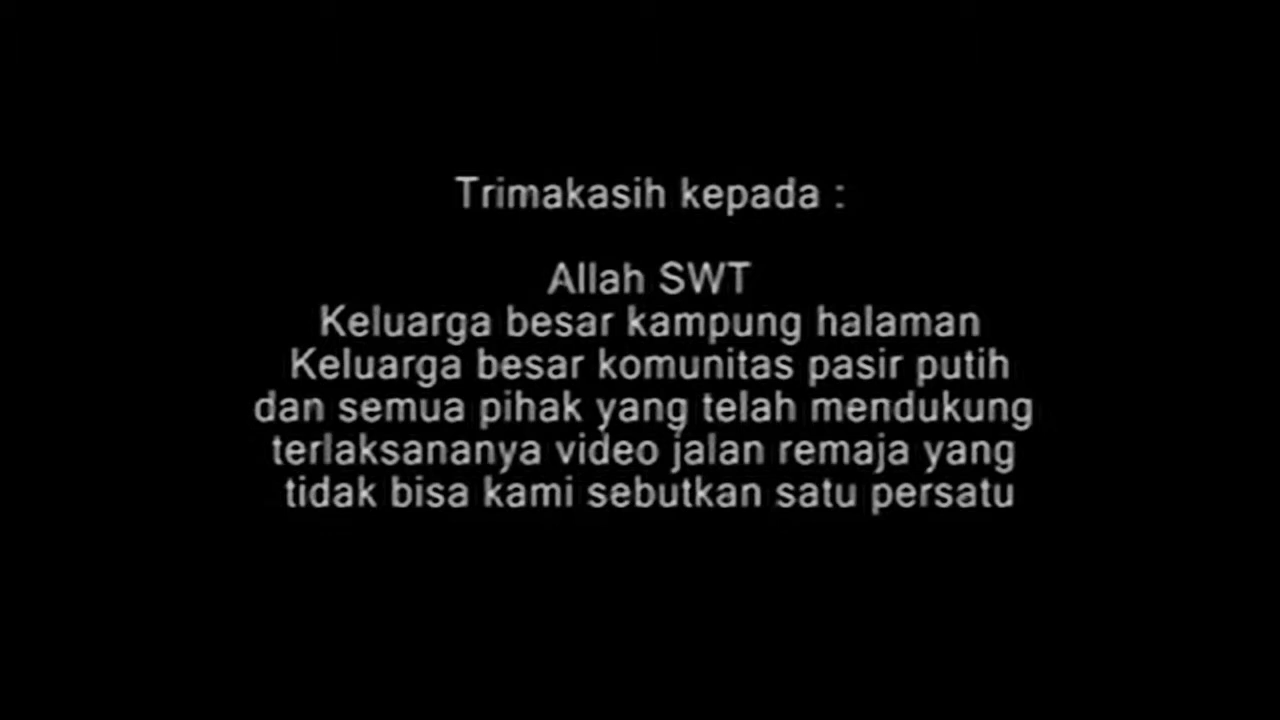 Trimakasih kepada :
Allah SWT
Keluarga besar kampung halaman
Keluarga besar komunitas pasir putih
dan semua pihak yang telah mendukung
terlaksananya video jalan remaja yang
tidak bisa kami sebutkan satu persatu